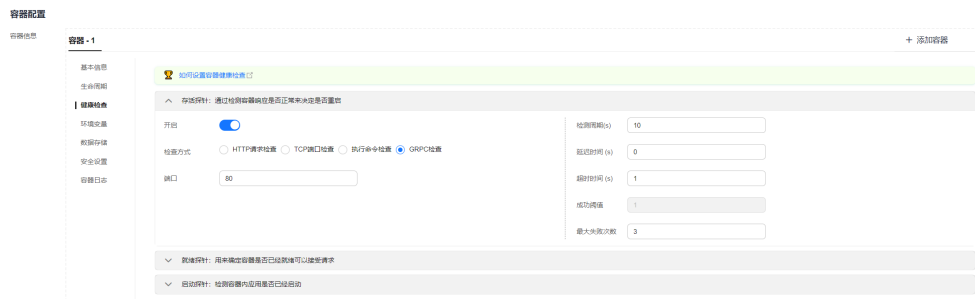 容器配置
容器信息
容器 - 1
+ 添加容器
基本信息
生命周期
健康检查
环境变量
数据存储
安全设置
容器日志
如何设置容器健康检查
存活探针：通过检测容器响应是否正常来决定是否重启
开启
检查方式 HTTP请求检查 TCP端口检查 执行命令检查 GRPC检查
端口 80
检测周期(s) 10
延迟时间 (s) 0
超时时间 (s) 1
成功阈值 1
最大失败次数 3
就绪探针：用来确定容器是否已经就绪可以接受请求
启动探针：检测容器内应用是否已经启动